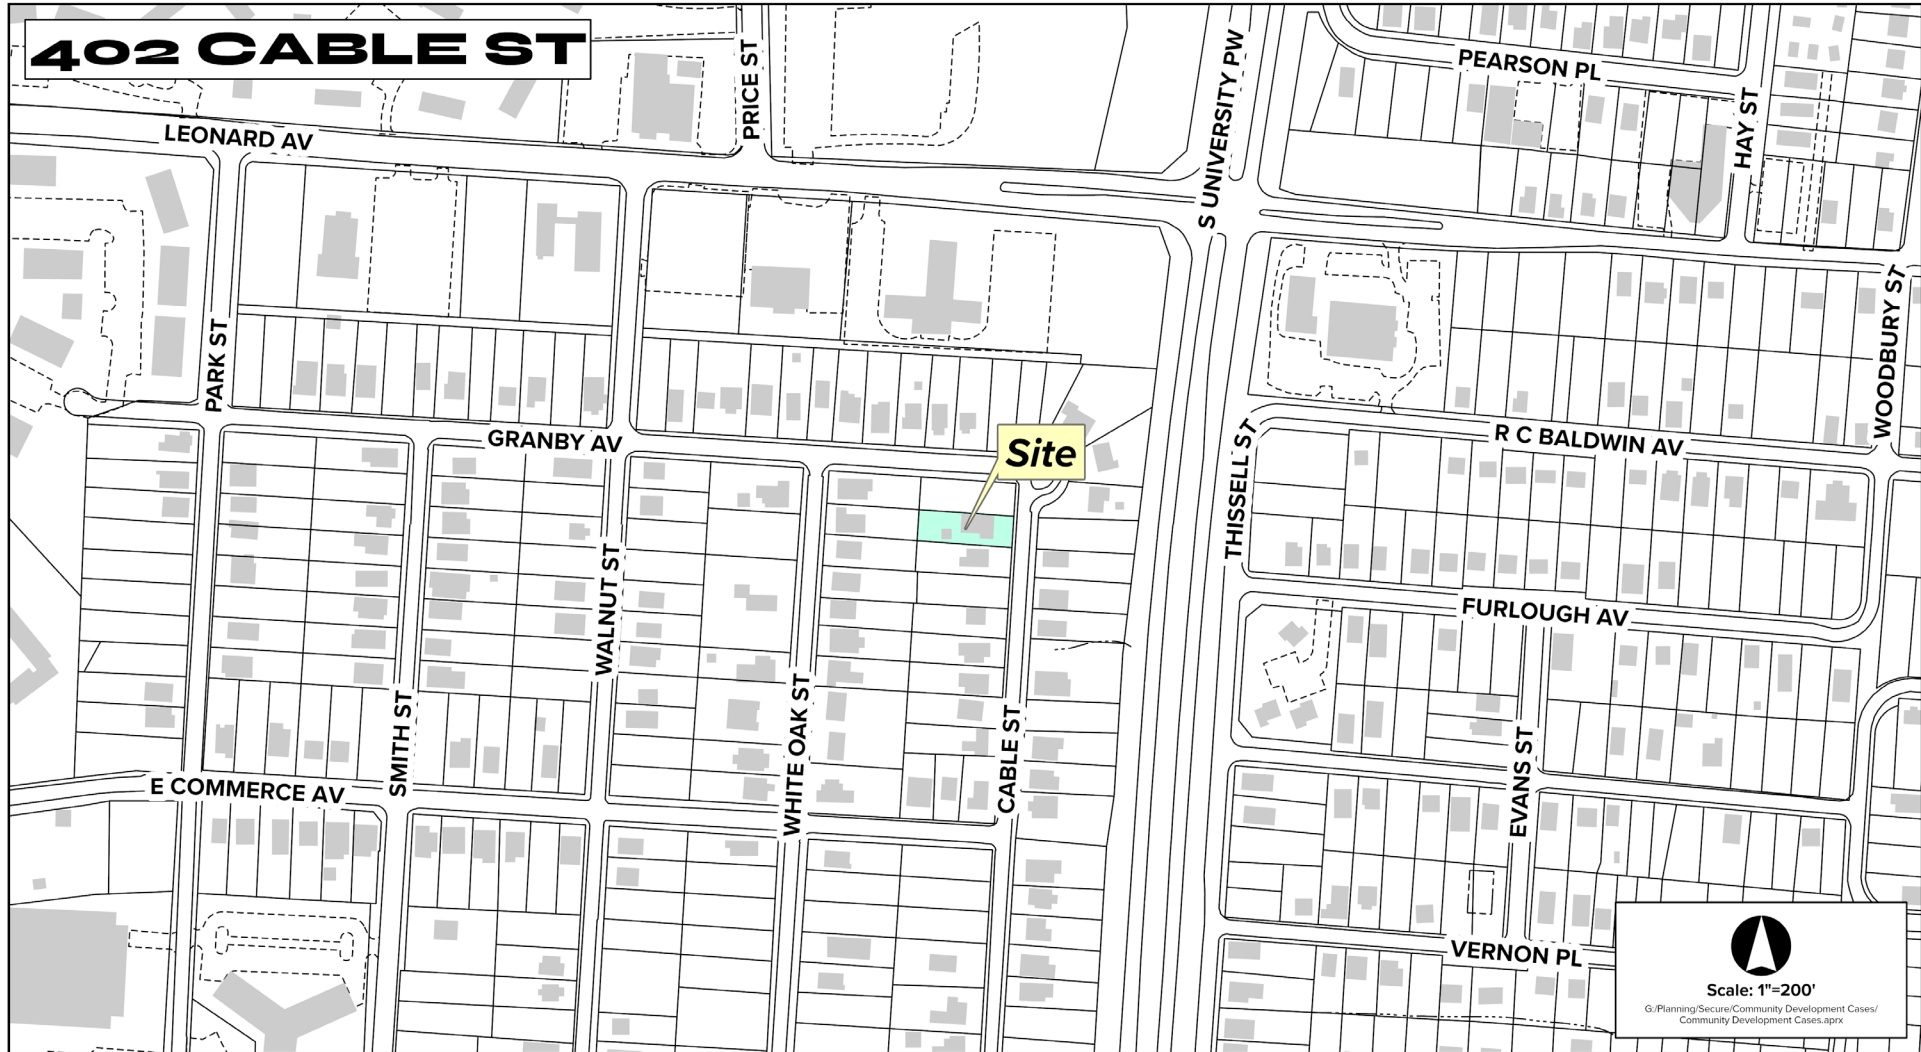 402 CABLE ST
PRICE ST
S UNIVERSITY PW
PEARSON PL
HAY ST
LEONARD AV
PARK ST
WOODBURY ST
GRANBY AV
Site
THISSELL ST
R C BALDWIN AV
WALNUT ST
FURLOUGH AV
SMITH ST
WHITE OAK ST
CABLE ST
EVANS ST
E COMMERCE AV
VERNON PL
Scale: 1"=200'
G:/Planning/Secure/Community Development Cases/
Community Development Cases.aprx